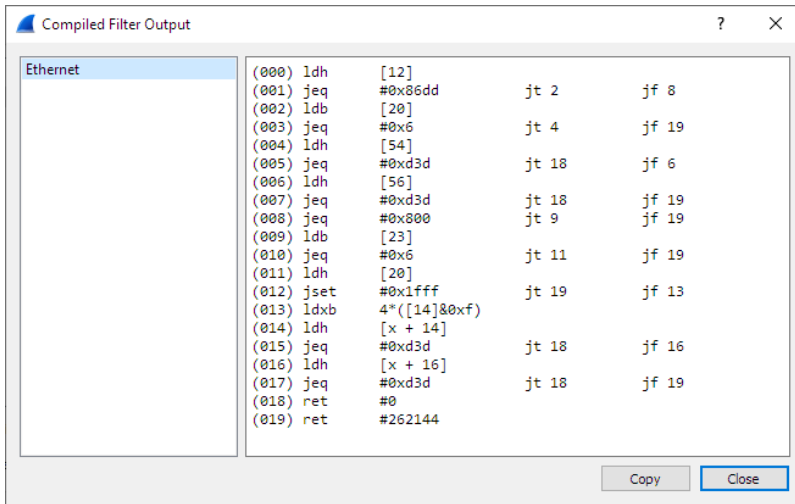 Compiled Filter Output ? ×
Ethernet
(000) ldh [12]
(001) jeq #0x86dd jt 2 jf 8
(002) ldb [20]
(003) jeq #0x6 jt 4 jf 19
(004) ldh [54]
(005) jeq #0xd3d jt 18 jf 6
(006) ldh [56]
(007) jeq #0xd3d jt 18 jf 19
(008) jeq #0x800 jt 9 jf 19
(009) ldb [23]
(010) jeq #0x6 jt 11 jf 19
(011) ldh [20]
(012) jset #0x1fff jt 19 jf 13
(013) ldxb 4*([14]&0xf)
(014) ldh [x + 14]
(015) jeq #0xd3d jt 18 jf 16
(016) ldh [x + 16]
(017) jeq #0xd3d jt 18 jf 19
(018) ret #0
(019) ret #262144
Copy Close